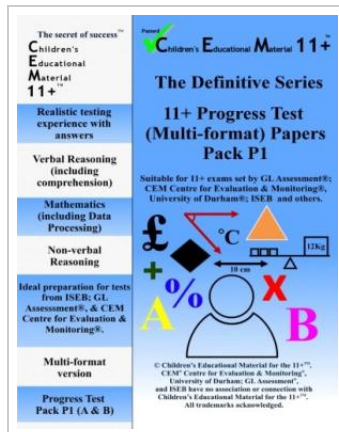 The secret of success™
Children's
Educational
Material
11+™
Realistic testing
experience with
answers
Verbal Reasoning
(including
comprehension)
Mathematics
(including Data
Processing)
Non-verbal
Reasoning
Ideal preparation for tests
from ISEB; GL
Assesssment®, & CEM
Centre for Evaluation &
Monitoring®.
Multi-format
version
Progress Test
Pack P1 (A & B)
Passed
Children's Educational Material 11+™
The Definitive Series
11+ Progress Test
(Multi-format) Papers
Pack P1
Suitable for 11+ exams set by GL Assessment®;
CEM Centre for Evaluation & Monitoring®,
University of Durham®; ISEB and others.
£
°C
12Kg
10 cm
+
%
X
A
B
© Children's Educational Material for the 11+™.
CEM® Centre for Evaluation & Monitoring®,
University of Durham; GL Assessment®,
and ISEB have no association or connection with
Children's Educational Material for the 11+™.
All trademarks acknowledged.